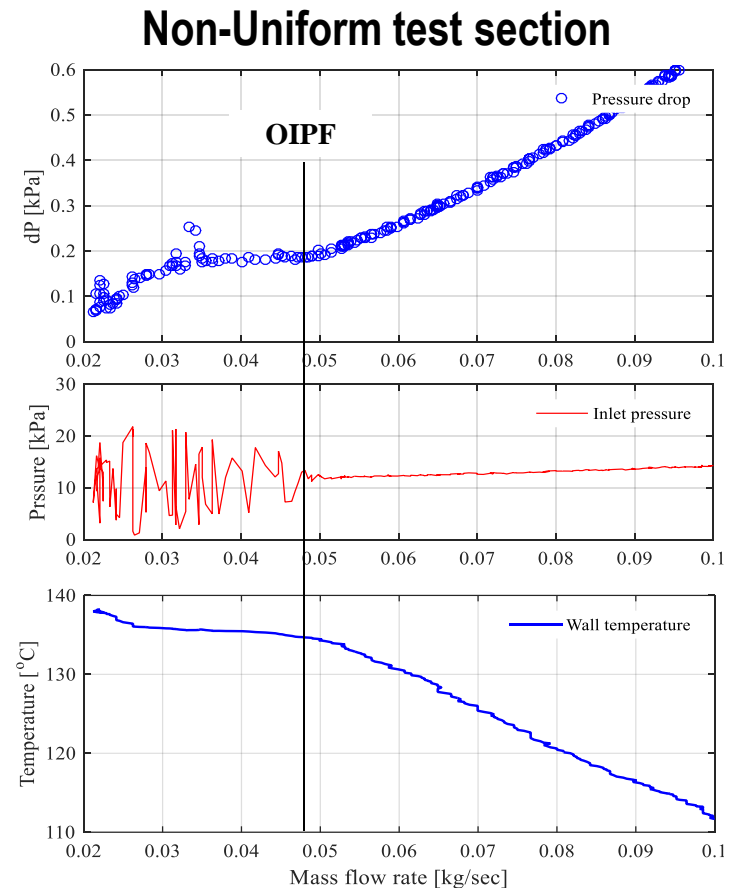 Non-Uniform test section
0.6
Pressure drop
0.5
OIPF
0.4
dP [kPa]
0.3
0.2
0.1
0
0.02 0.03 0.04 0.05 0.06 0.07 0.08 0.09 0.1
30
Inlet pressure
20
Prssure [kPa]
10
0
0.02 0.03 0.04 0.05 0.06 0.07 0.08 0.09 0.1
140
Wall temperature
130
Temperature [°C]
120
110
0.02 0.03 0.04 0.05 0.06 0.07 0.08 0.09 0.1
Mass flow rate [kg/sec]